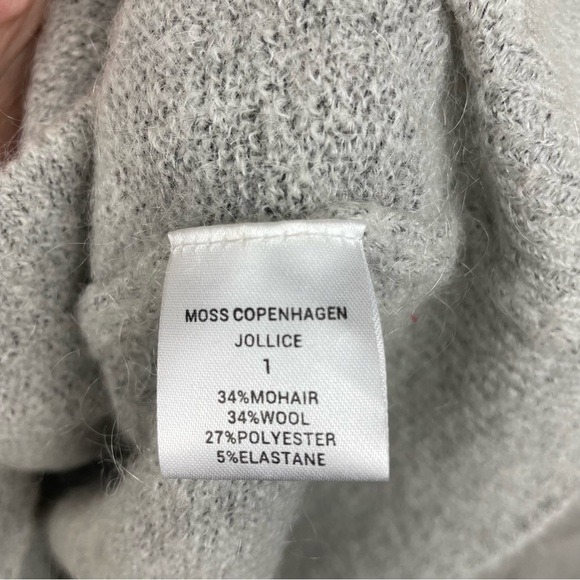 MOSS COPENHAGEN
JOLLICE
1
34%MOHAIR
34%WOOL
27%POLYESTER
5%ELASTANE